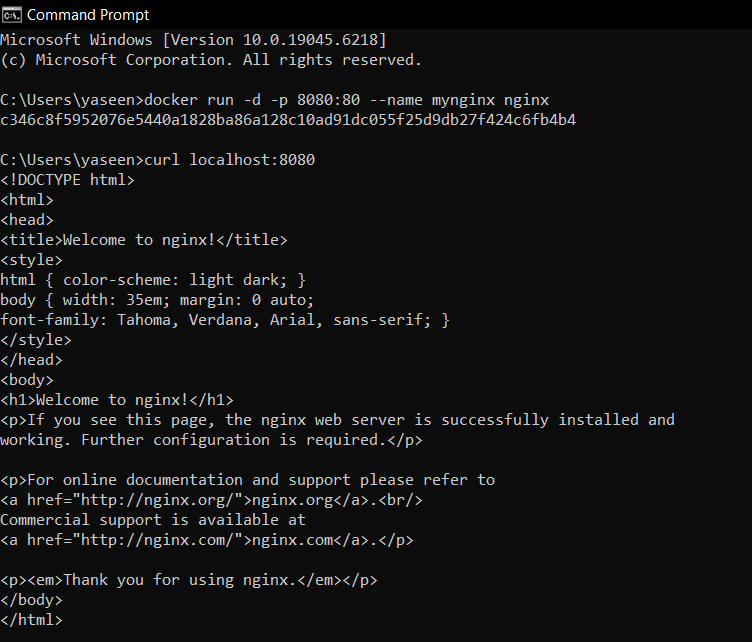 Command Prompt
Microsoft Windows [Version 10.0.19045.6218]
(c) Microsoft Corporation. All rights reserved.
C:\Users\yaseen>docker run -d -p 8080:80 --name mynginx nginx
c346c8f5952076e5440a1828ba86a128c10ad91dc055f25d9db27f424c6fb4b4
C:\Users\yaseen>curl localhost:8080
<!DOCTYPE html>
<html>
<head>
<title>Welcome to nginx!</title>
<style>
html { color-scheme: light dark; }
body { width: 35em; margin: 0 auto;
font-family: Tahoma, Verdana, Arial, sans-serif; }
</style>
</head>
<body>
<h1>Welcome to nginx!</h1>
<p>If you see this page, the nginx web server is successfully installed and
working. Further configuration is required.</p>
<p>For online documentation and support please refer to
<a href="http://nginx.org/">nginx.org</a>.<br/>
Commercial support is available at
<a href="http://nginx.com/">nginx.com</a>.</p>
<p><em>Thank you for using nginx.</em></p>
</body>
</html>